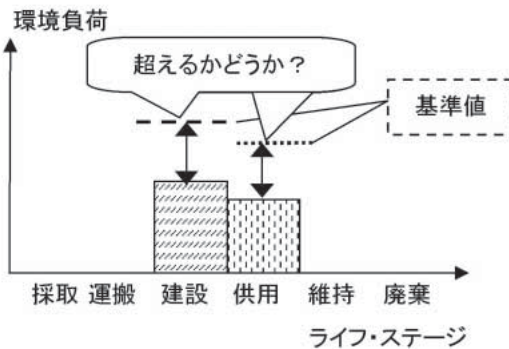 環境負荷
超えるかどうか？
基準値
採取 運搬 建設 供用 維持 廃棄
ライフ・ステージ